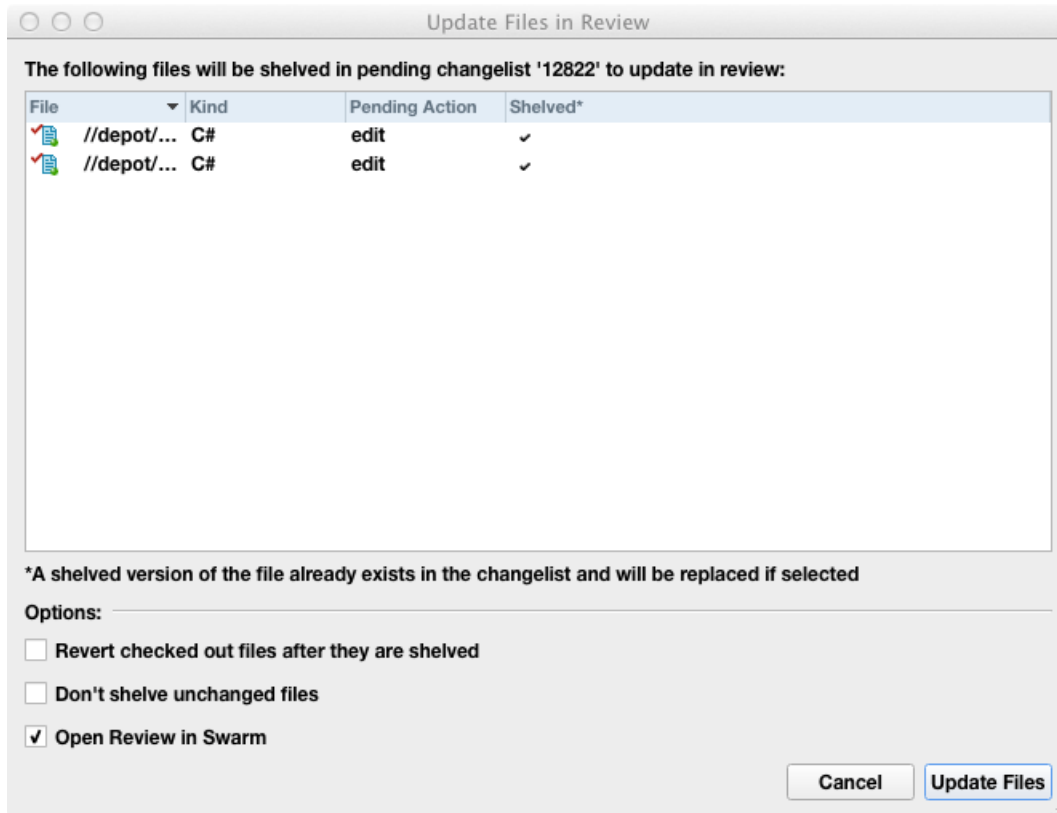 Update Files in Review
The following files will be shelved in pending changelist '12822' to update in review:
File Kind Pending Action Shelved*
//depot/... C# edit
//depot/... C# edit
*A shelved version of the file already exists in the changelist and will be replaced if selected
Options:
Revert checked out files after they are shelved
Don't shelve unchanged files
Open Review in Swarm
Cancel Update Files